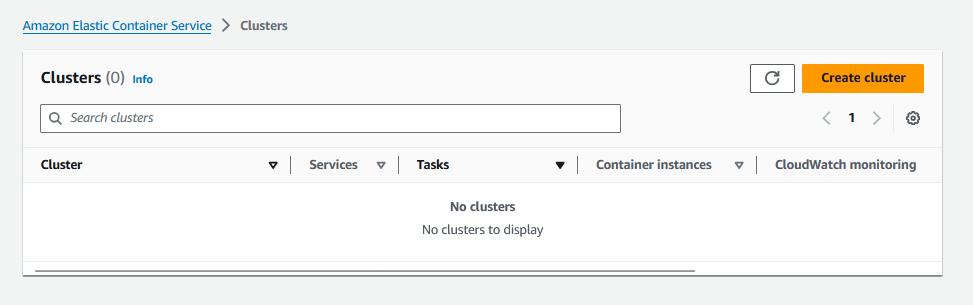 Amazon Elastic Container Service > Clusters
Clusters (0) Info
Create cluster
Search clusters
1
Cluster Services Tasks Container instances CloudWatch monitoring
No clusters
No clusters to display